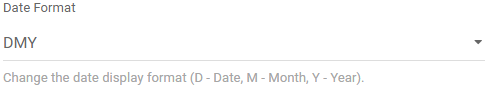 Date Format
DMY
Change the date display format (D - Date, M - Month, Y - Year).